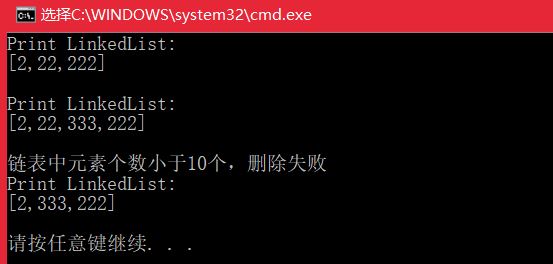 选择C:\WINDOWS\system32\cmd.exe
Print LinkedList:
[2,22,222]
Print LinkedList:
[2,22,333,222]
链表中元素个数小于10个，删除失败
Print LinkedList:
[2,333,222]
请按任意键继续. . .